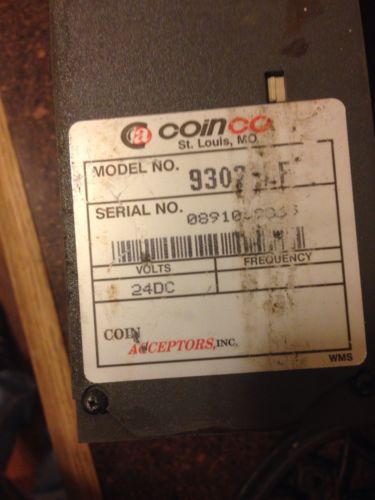 coinco
St. Louis, MO
MODEL NO.
SERIAL NO.
VOLTS FREQUENCY
24DC
COIN
ACCEPTORS, INC.
WMS